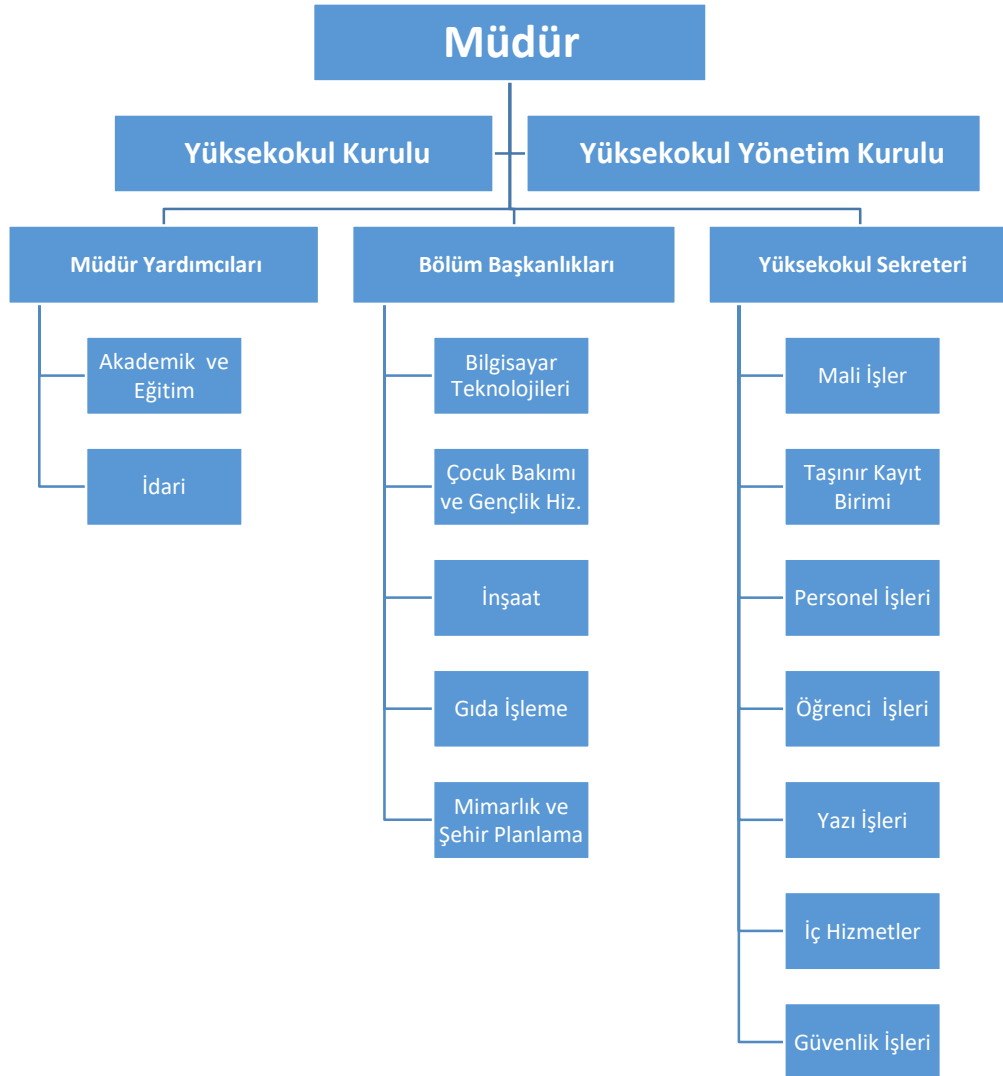 Müdür
Yüksekokul Kurulu
Yüksekokul Yönetim Kurulu
Müdür Yardımcıları
Akademik ve
Eğitim
İdari
Bölüm Başkanlıkları
Bilgisayar
Teknolojileri
Çocuk Bakımı
ve Gençlik Hiz.
İnşaat
Gıda İşleme
Mimarlık ve
Şehir Planlama
Yüksekokul Sekreteri
Mali İşler
Taşınır Kayıt
Birimi
Personel İşleri
Öğrenci İşleri
Yazı İşleri
İç Hizmetler
Güvenlik İşleri